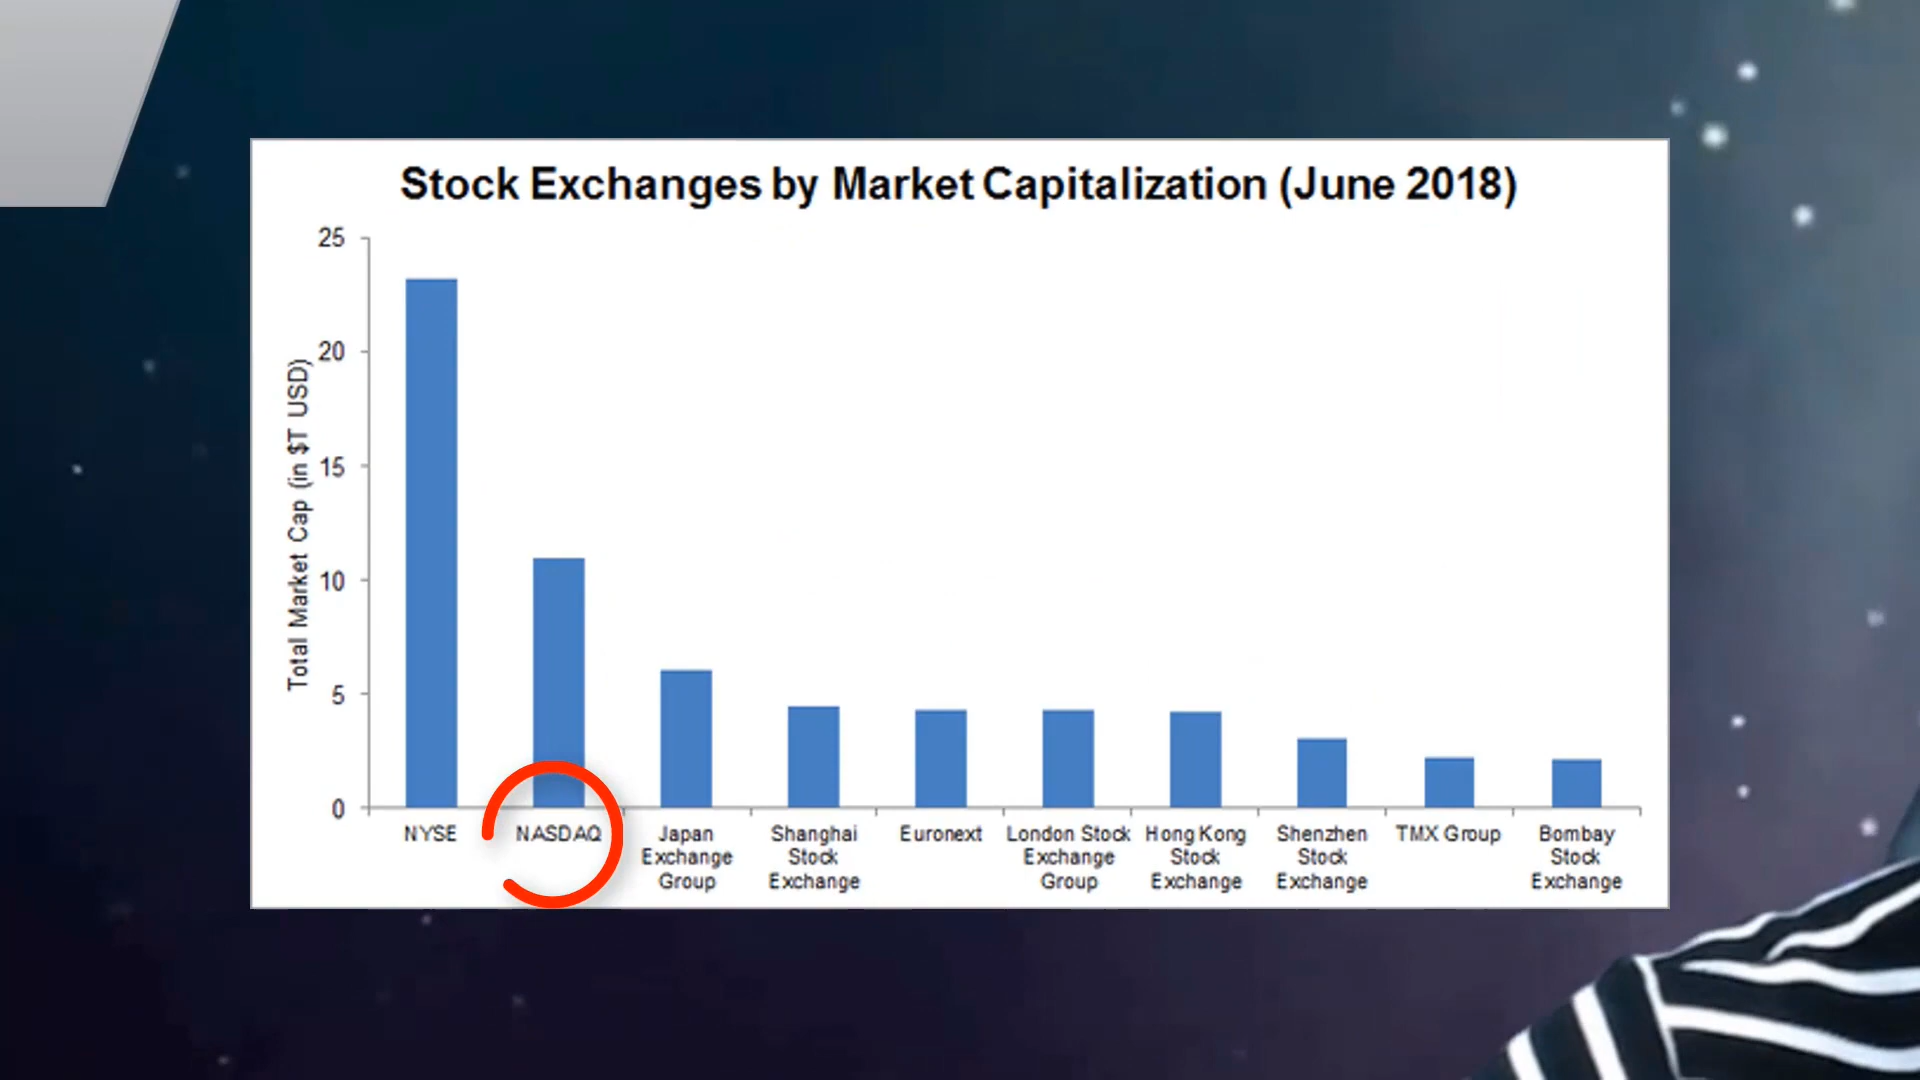 Stock Exchanges by Market Capitalization (June 2018)
Total Market Cap (in $T USD)
25
20
15
10
5
0
NYSE
NASDAQ
Japan
Exchange
Group
Shanghai
Stock
Exchange
Euronext
London Stock
Exchange
Group
Hong Kong
Stock
Exchange
Shenzhen
Stock
Exchange
TMX Group
Bombay
Stock
Exchange